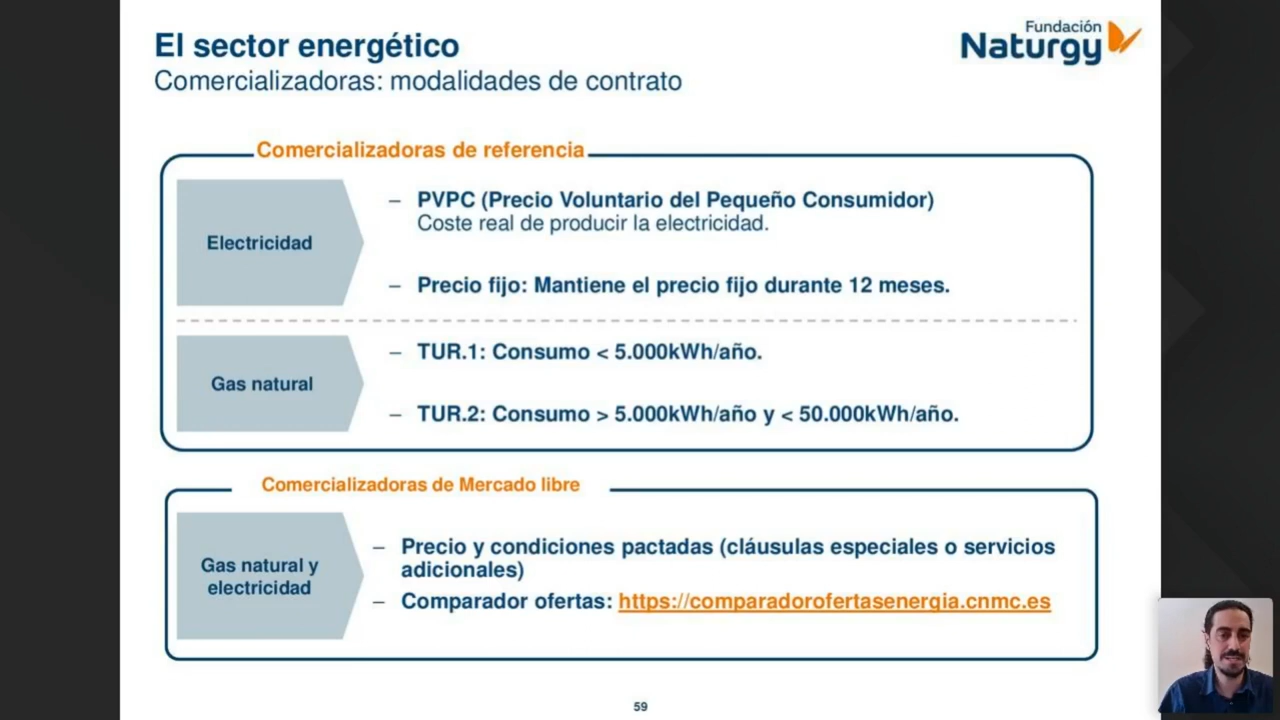 El sector energético
Comercializadoras: modalidades de contrato
Fundación
Naturgy
Comercializadoras de referencia
Electricidad
– PVPC (Precio Voluntario del Pequeño Consumidor)
Coste real de producir la electricidad.
– Precio fijo: Mantiene el precio fijo durante 12 meses.
Gas natural
– TUR.1: Consumo < 5.000kWh/año.
– TUR.2: Consumo > 5.000kWh/año y < 50.000kWh/año.
Comercializadoras de Mercado libre
Gas natural y
electricidad
– Precio y condiciones pactadas (cláusulas especiales o servicios
adicionales)
– Comparador ofertas: https://comparadorofertasenergia.cnmc.es
59